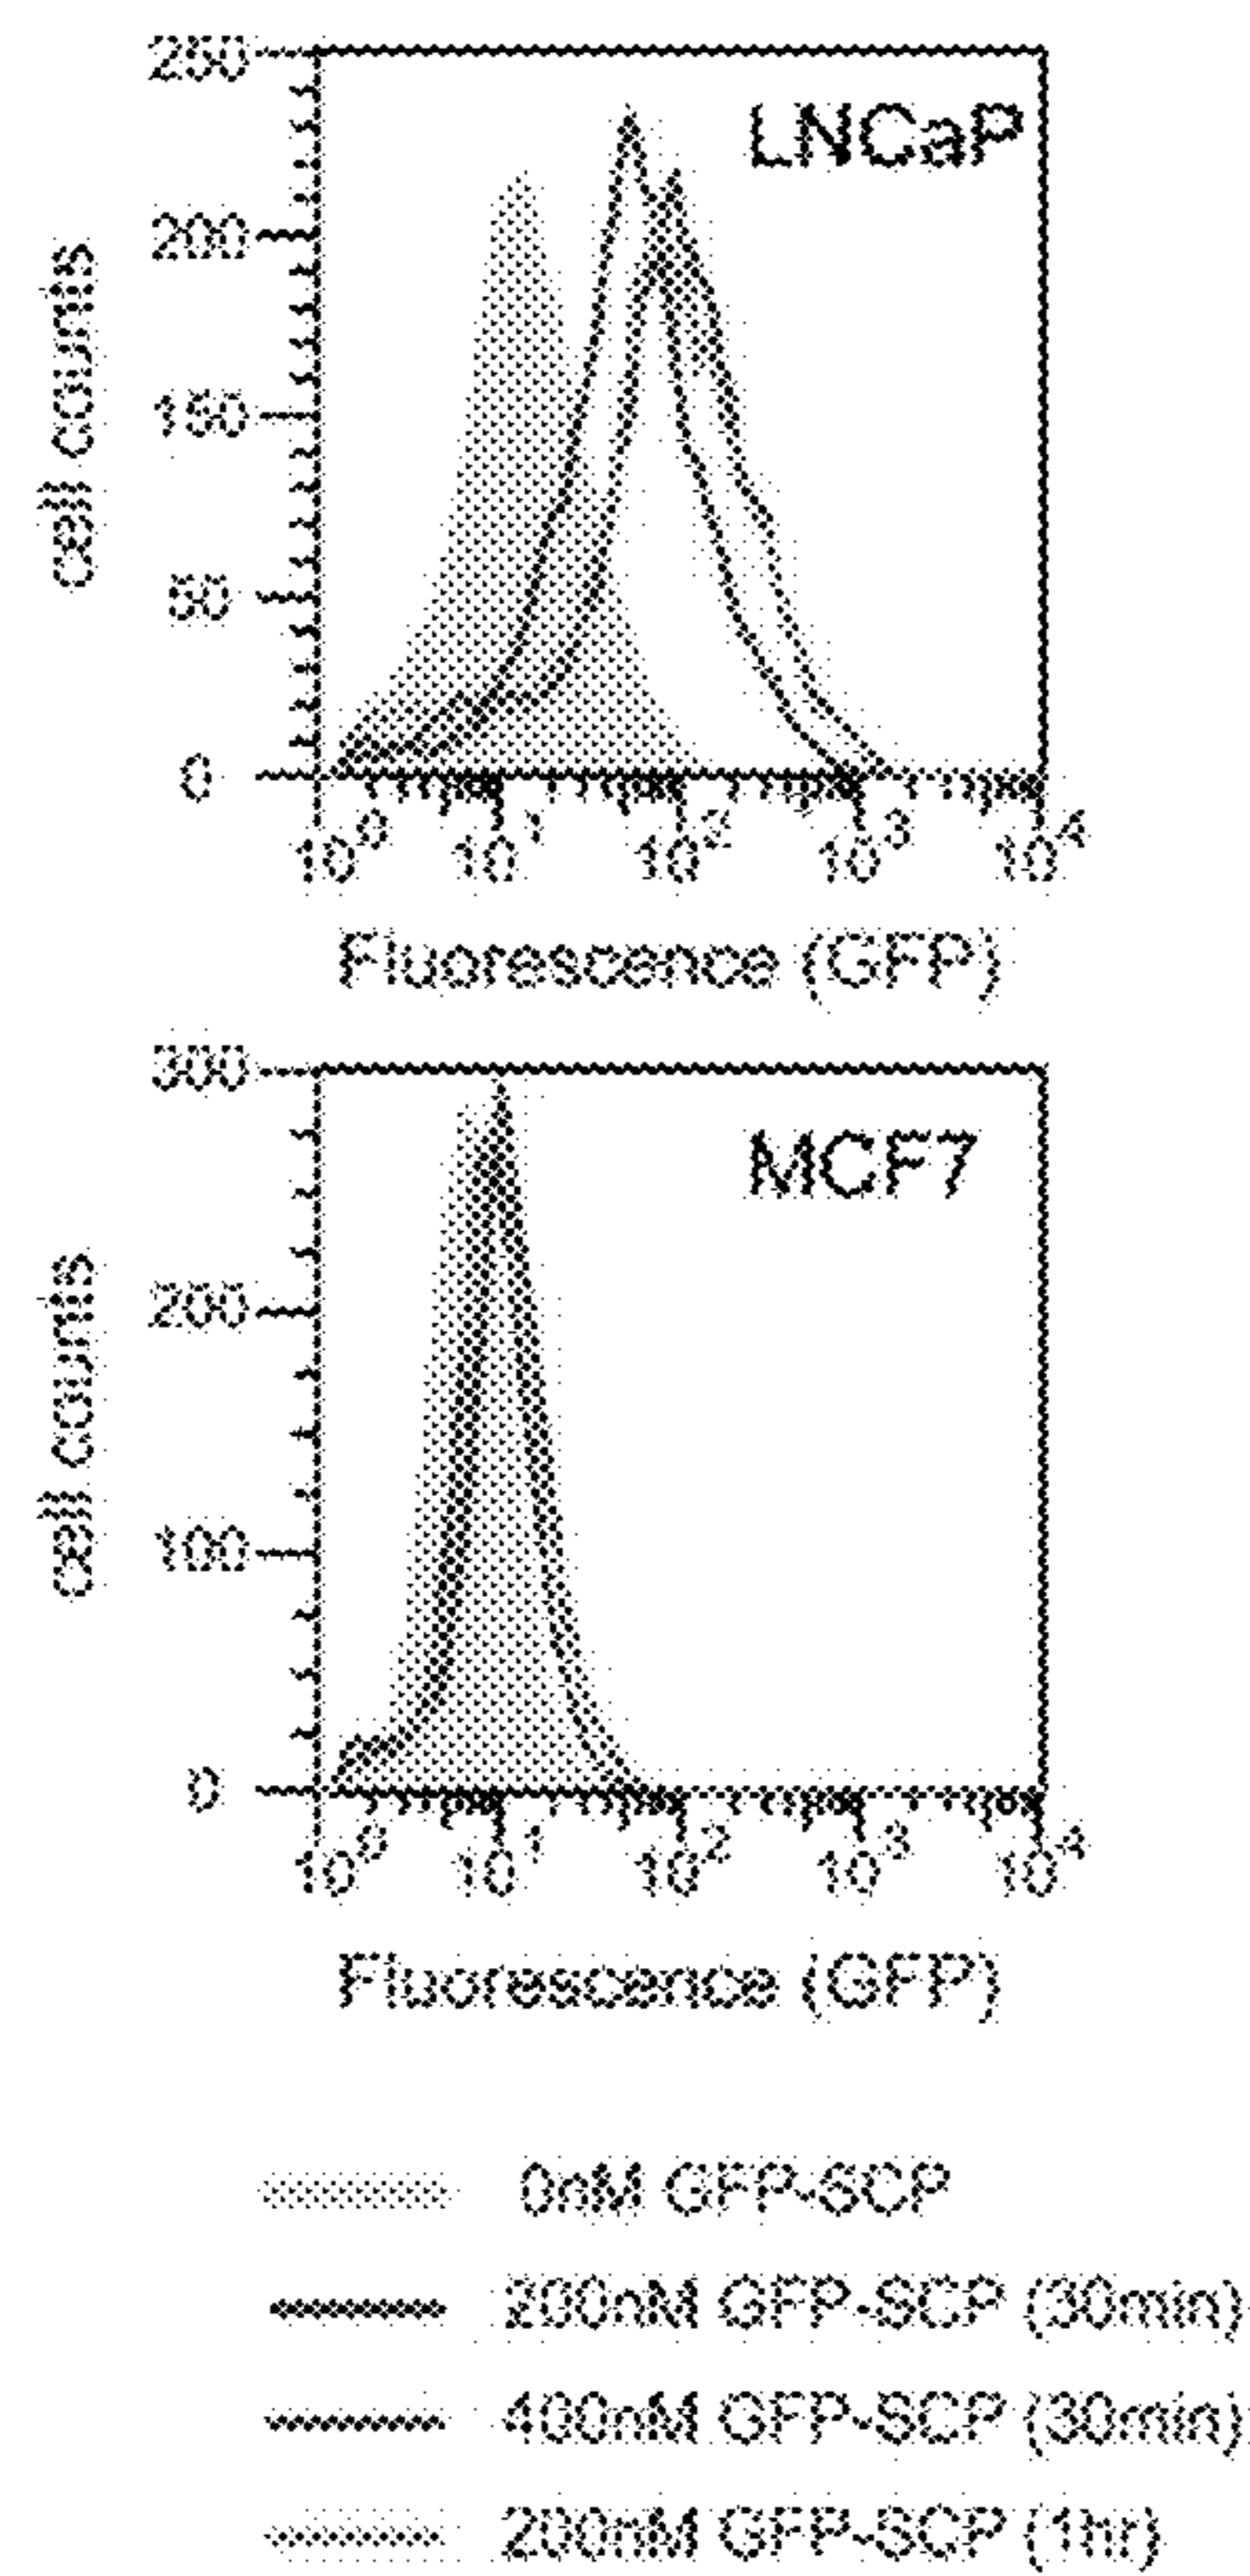 250
LNCaP
200
cell counts
150
50
0
10^0 10^1 10^2 10^3 10^4
Fluorescence (GFP)
300
MCF7
200
cell counts
100
0
10^0 10^1 10^2 10^3 10^4
Fluorescence (GFP)
0nM GFP-SCP
200nM GFP-SCP (30min)
400nM GFP-SCP (30min)
200nM GFP-SCP (1hr)